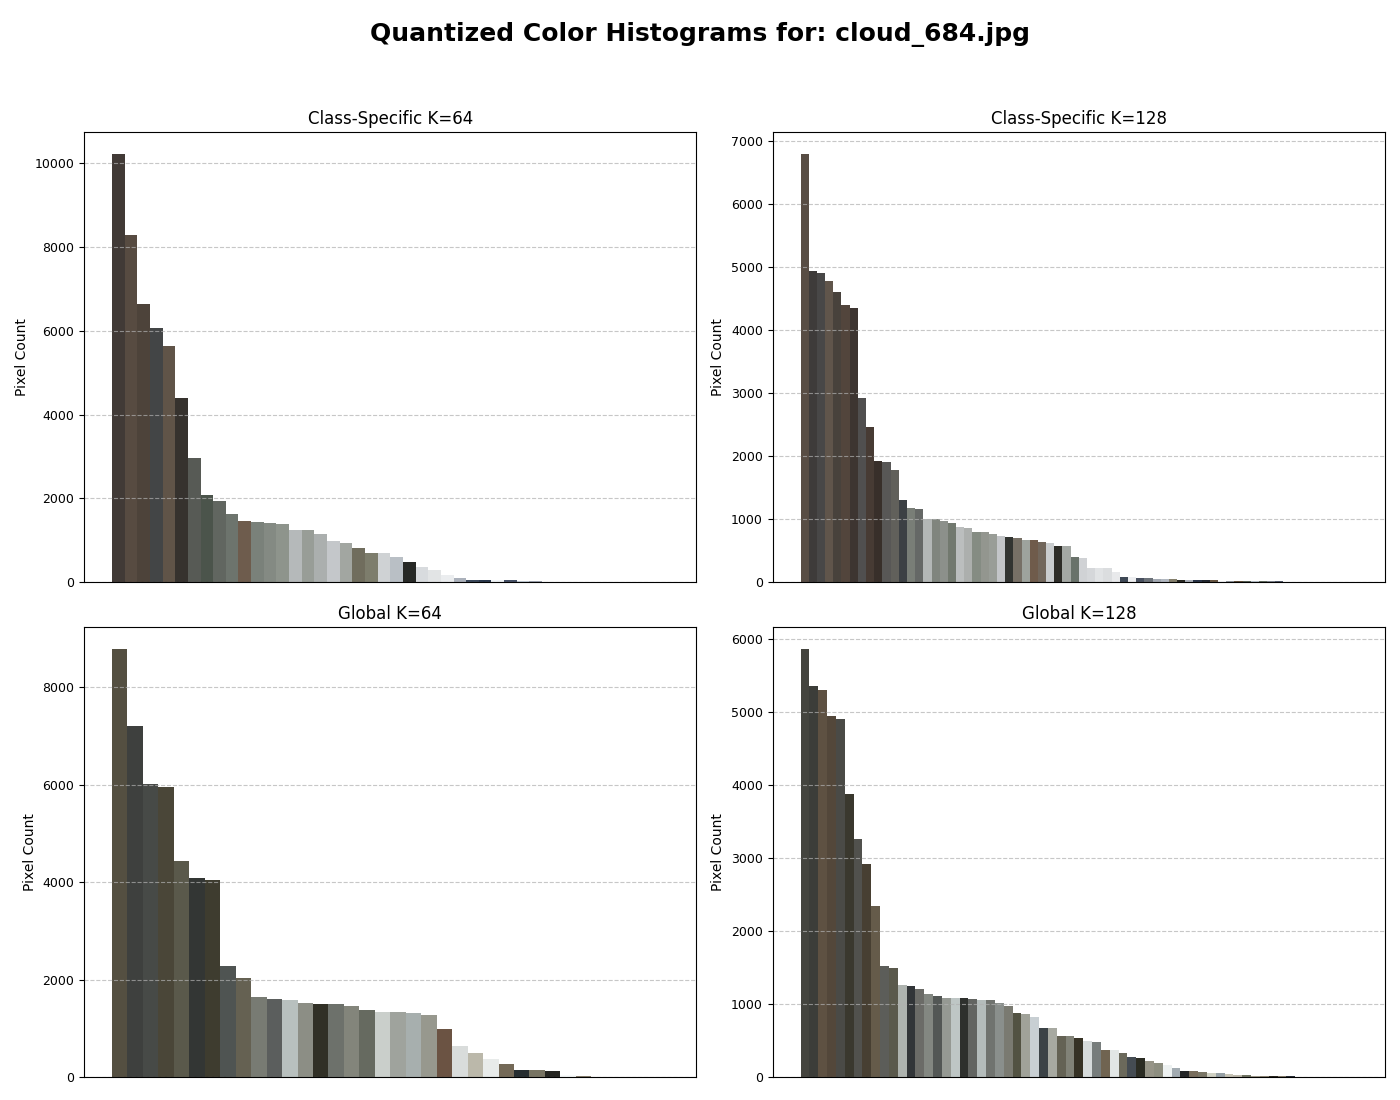 Quantized Color Histograms for: cloud_684.jpg
Class-Specific K=64
Pixel Count
10000
8000
6000
4000
2000
0
Class-Specific K=128
Pixel Count
7000
6000
5000
4000
3000
2000
1000
0
Global K=64
Pixel Count
8000
6000
4000
2000
0
Global K=128
Pixel Count
6000
5000
4000
3000
2000
1000
0